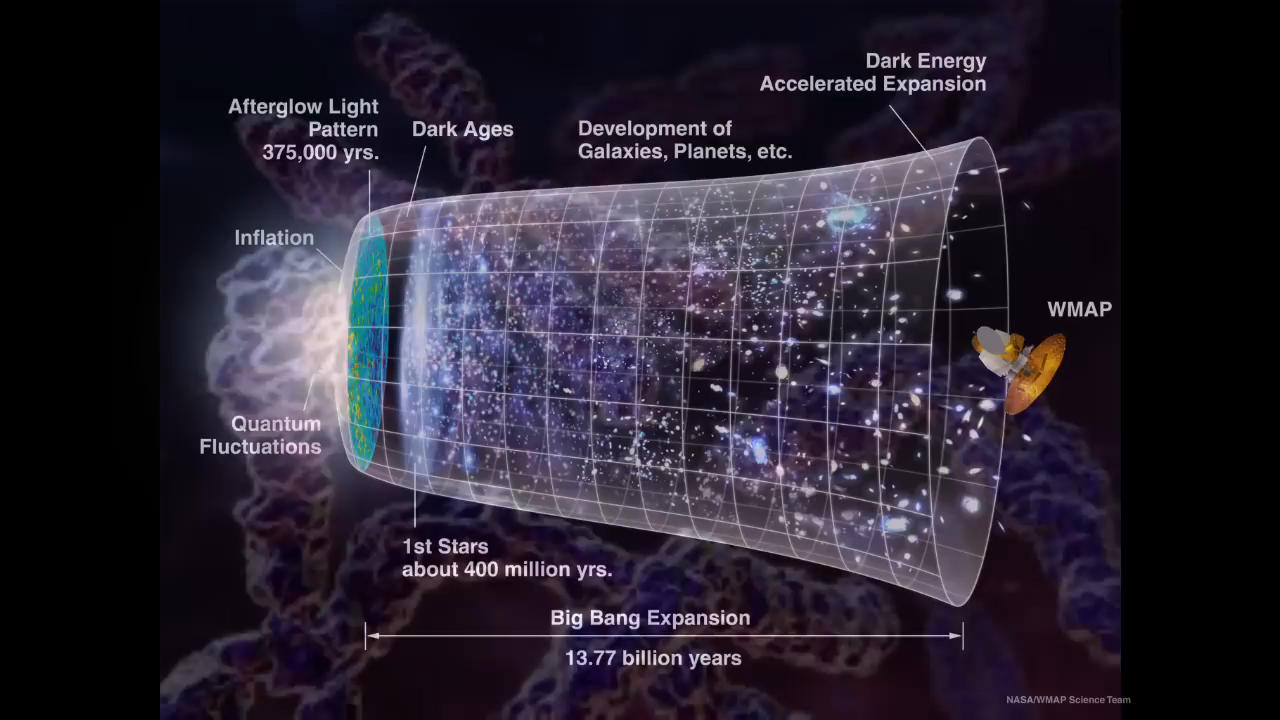 Dark Energy
Accelerated Expansion
Afterglow Light
Pattern
375,000 yrs.
Dark Ages
Development of
Galaxies, Planets, etc.
Inflation
WMAP
Quantum
Fluctuations
1st Stars
about 400 million yrs.
Big Bang Expansion
13.77 billion years
NASA/WMAP Science Team